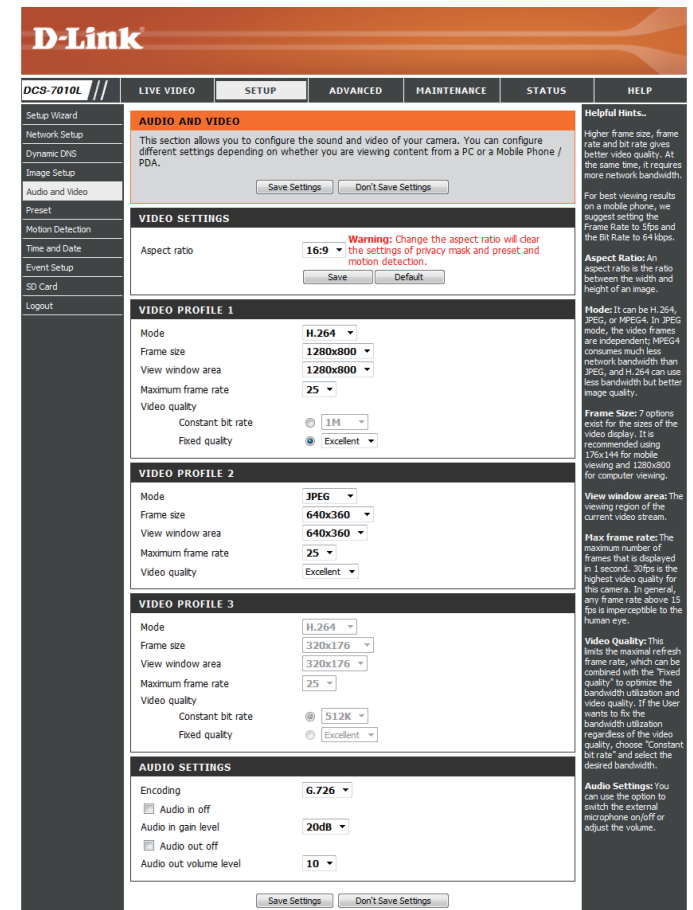 D-Link
DCS-7010L // LIVE VIDEO SETUP ADVANCED MAINTENANCE STATUS HELP
Setup Wizard
Network Setup
Dynamic DNS
Image Setup
Audio and Video
Preset
Motion Detection
Time and Date
Event Setup
SD Card
Logout
AUDIO AND VIDEO
This section allows you to configure the sound and video of your camera. You can configure
different settings depending on whether you are viewing content from a PC or a Mobile Phone /
PDA.
Save Settings Don't Save Settings
VIDEO SETTINGS
Aspect ratio 16:9 Warning: Change the aspect ratio will clear
the settings of privacy mask and preset and
motion detection.
Save Default
VIDEO PROFILE 1
Mode H.264
Frame size 1280x800
View window area 1280x800
Maximum frame rate 25
Video quality
Constant bit rate 1M
Fixed quality Excellent
VIDEO PROFILE 2
Mode JPEG
Frame size 640x360
View window area 640x360
Maximum frame rate 25
Video quality Excellent
VIDEO PROFILE 3
Mode H.264
Frame size 320x176
View window area 320x176
Maximum frame rate 25
Video quality
Constant bit rate 512K
Fixed quality Excellent
AUDIO SETTINGS
Encoding G.726
Audio in off
Audio in gain level 20dB
Audio out off
Audio out volume level 10
Save Settings Don't Save Settings
Helpful Hints..
Higher frame size, frame
rate and bit rate gives
better video quality. At
the same time, it requires
more network bandwidth.
For best viewing results
on a mobile phone, we
suggest setting the
Frame Rate to 5fps and
the Bit Rate to 64 kbps.
Aspect Ratio: An
aspect ratio is the ratio
between the width and
height of an image.
Mode: It can be H.264,
JPEG, or MPEG4. In JPEG
mode, the video frames
are independent; MPEG4
consumes much less
network bandwidth than
JPEG, and H.264 can use
less bandwidth but better
image quality.
Frame Size: 7 options
exist for the sizes of the
video display. It is
recommended using
176x144 for mobile
viewing and 1280x800
for computer viewing.
View window area: The
viewing region of the
current video stream.
Max frame rate: The
maximum number of
frames that is displayed
in 1 second. 30fps is the
highest video quality for
this camera. In general,
any frame rate above 15
fps is imperceptible to the
human eye.
Video Quality: This
limits the maximal refresh
frame rate, which can be
combined with the "Fixed
quality" to optimize the
bandwidth utilization and
video quality. If the User
wants to fix the
bandwidth utilization
regardless of the video
quality, choose "Constant
bit rate" and select the
desired bandwidth.
Audio Settings: You
can use the option to
switch the external
microphone on/off or
adjust the volume.